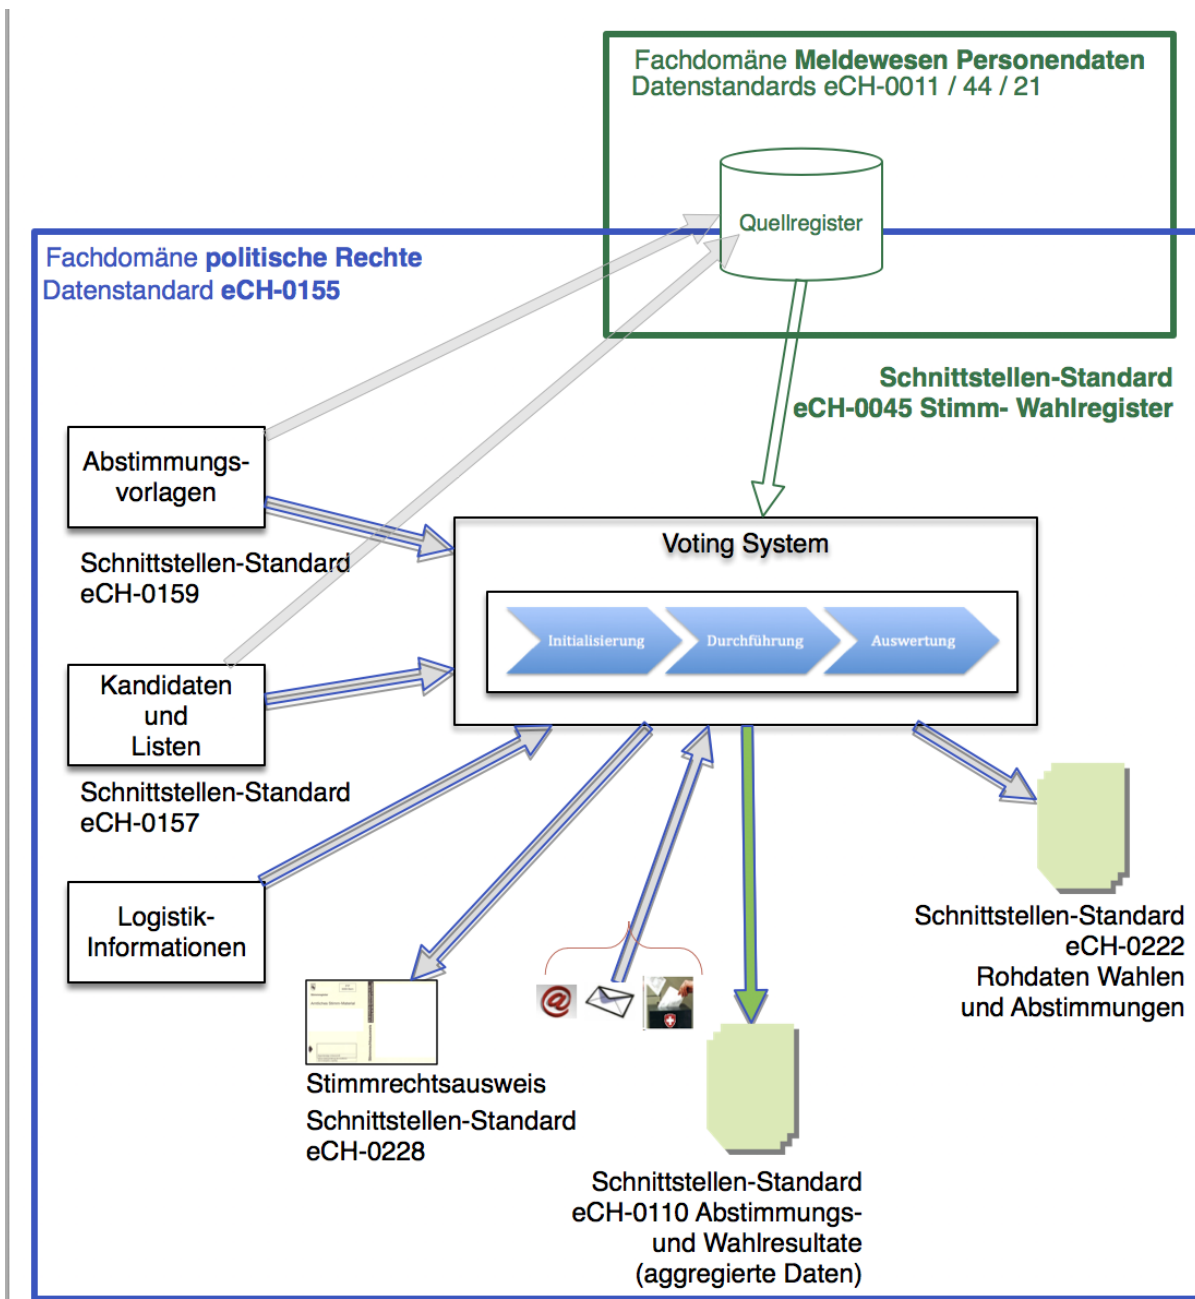 Fachdomäne Meldewesen Personendaten
Datenstandards eCH-0011 / 44 / 21
Quellregister
Fachdomäne politische Rechte
Datenstandard eCH-0155
Schnittstellen-Standard
eCH-0045 Stimm- Wahlregister
Abstimmungs-
vorlagen
Schnittstellen-Standard
eCH-0159
Voting System
Initialisierung
Durchführung
Auswertung
Kandidaten
und
Listen
Schnittstellen-Standard
eCH-0157
Logistik-
Informationen
Schnittstellen-Standard
eCH-0222
Rohdaten Wahlen
und Abstimmungen
@
Stimmrechtsausweis
Schnittstellen-Standard
eCH-0228
Schnittstellen-Standard
eCH-0110 Abstimmungs-
und Wahlresultate
(aggregierte Daten)